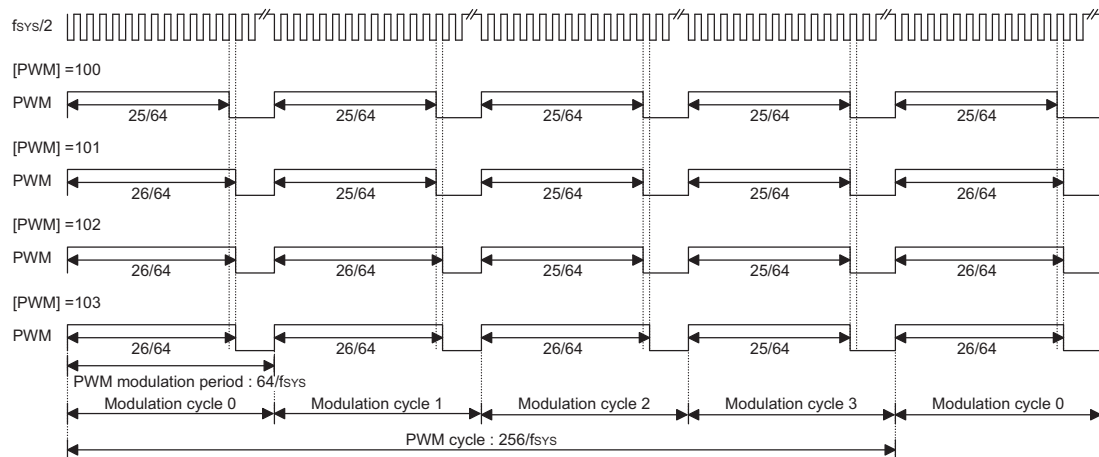 fSYS/2
[PWM] =100
PWM
25/64 25/64 25/64 25/64 25/64
[PWM] =101
PWM
26/64 25/64 25/64 25/64 26/64
[PWM] =102
PWM
26/64 26/64 25/64 25/64 26/64
[PWM] =103
PWM
26/64 26/64 26/64 25/64 26/64
PWM modulation period : 64/fSYS
Modulation cycle 0 Modulation cycle 1 Modulation cycle 2 Modulation cycle 3 Modulation cycle 0
PWM cycle : 256/fSYS